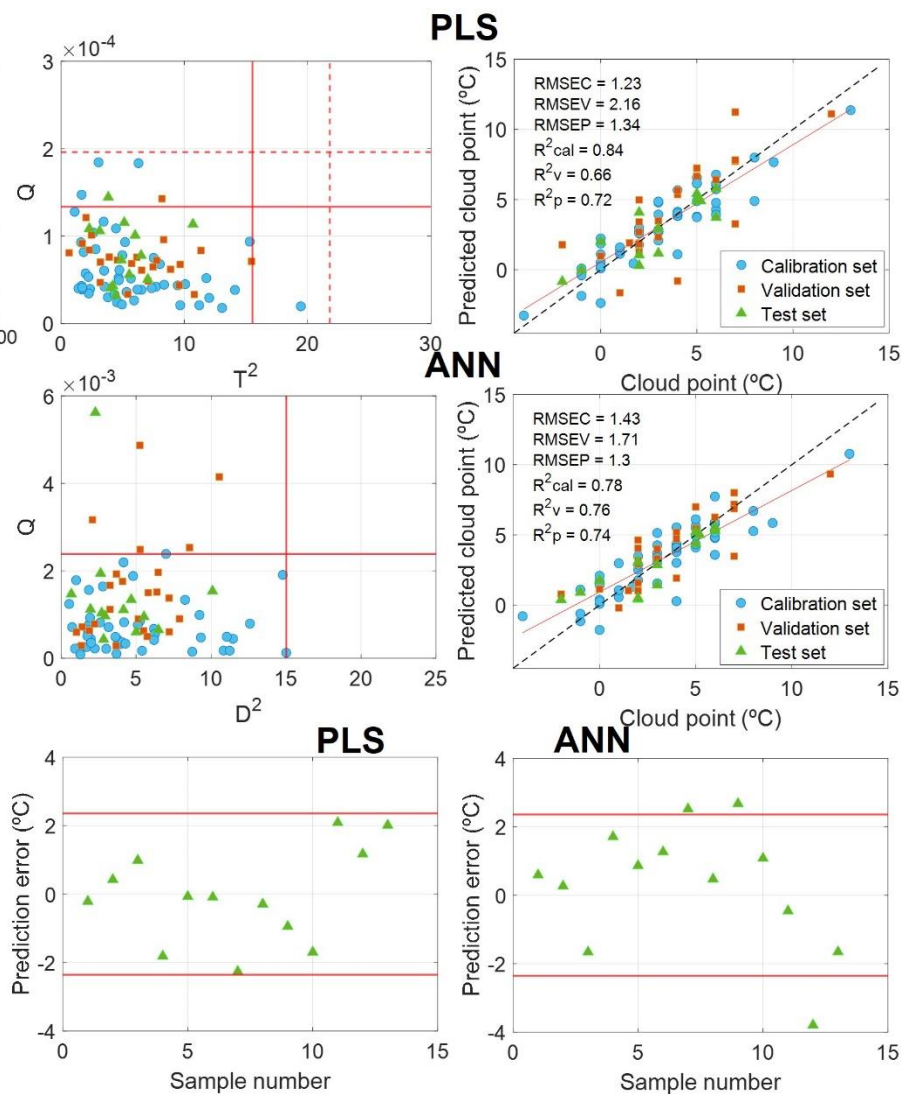 PLS
×10⁻⁴
3
2
1
0
Q
0
10
20
30
T²
00
15
10
5
0
Predicted cloud point (ºC)
RMSEC = 1.23
RMSEV = 2.16
RMSEP = 1.34
R²cal = 0.84
R²v = 0.66
R²p = 0.72
Calibration set
Validation set
Test set
0
5
10
15
Cloud point (ºC)
ANN
×10⁻³
6
4
2
0
Q
0
5
10
15
20
25
D²
15
10
5
0
Predicted cloud point (ºC)
RMSEC = 1.43
RMSEV = 1.71
RMSEP = 1.3
R²cal = 0.78
R²v = 0.76
R²p = 0.74
Calibration set
Validation set
Test set
0
5
10
15
Cloud point (ºC)
PLS
4
2
0
-2
-4
Prediction error (ºC)
0
5
10
15
Sample number
ANN
4
2
0
-2
-4
Prediction error (ºC)
0
5
10
15
Sample number